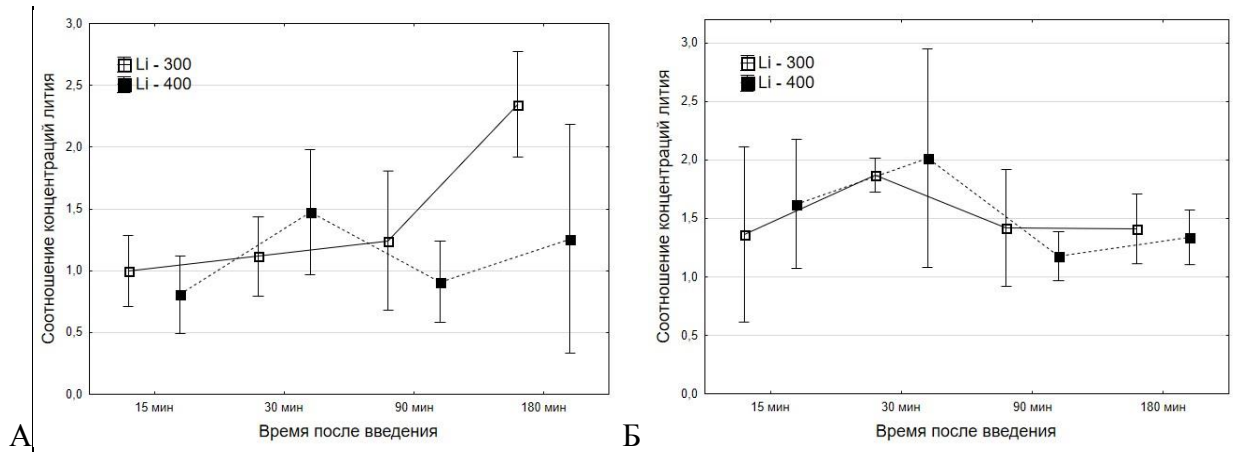 3,0
2,5
2,0
1,5
1,0
0,5
0,0
Соотношение концентраций лития
Li - 300
Li - 400
15 мин 30 мин 90 мин 180 мин
Время после введения
А
3,0
2,5
2,0
1,5
1,0
0,5
0,0
Соотношение концентраций лития
Li - 300
Li - 400
15 мин 30 мин 90 мин 180 мин
Время после введения
Б